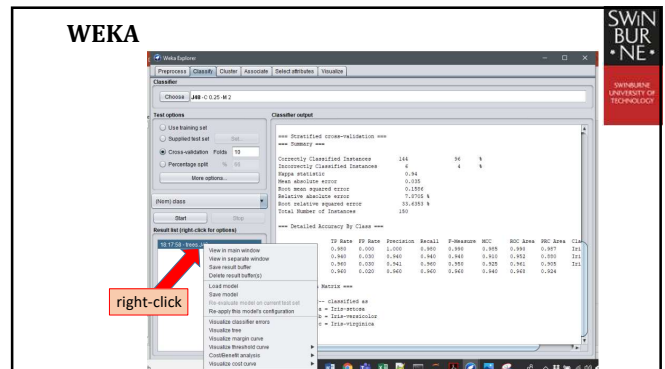 WEKA
SWIN
BUR
• NE •
SWINBURNE
UNIVERSITY OF
TECHNOLOGY
Weka Explorer
Preprocess Classify Cluster Associate Select attributes Visualize
Classifier
Choose J48 -C 0.25 -M 2
Test options
Use training set
Supplied test set Set...
Cross-validation Folds 10
Percentage split % 66
More options...
(Nom) class
Start Stop
Result list (right-click for options)
18:17:50 - trees.J48
Classifier output
=== Stratified cross-validation ===
=== Summary ===
Correctly Classified Instances 144 96 %
Incorrectly Classified Instances 6 4 %
Kappa statistic 0.94
Mean absolute error 0.035
Root mean squared error 0.1586
Relative absolute error 7.8705 %
Root relative squared error 33.6353 %
Total Number of Instances 150
=== Detailed Accuracy By Class ===
TP Rate FP Rate Precision Recall F-Measure MCC ROC Area PRC Area Cla
0.980 0.000 1.000 0.980 0.990 0.985 0.990 0.987 Iri
0.940 0.030 0.940 0.940 0.940 0.910 0.952 0.880 Iri
0.960 0.030 0.941 0.960 0.950 0.925 0.961 0.905 Iri
0.960 0.020 0.960 0.960 0.960 0.940 0.968 0.924
Matrix ===
-- classified as
a = Iris-setosa
b = Iris-versicolor
c = Iris-virginica
View in main window
View in separate window
Save result buffer
Delete result buffer(s)
Load model
Save model
Re-evaluate model on current test set
Re-apply this model's configuration
Visualize classifier errors
Visualize tree
Visualize margin curve
Visualize threshold curve
Cost/Benefit analysis
Visualize cost curve
right-click